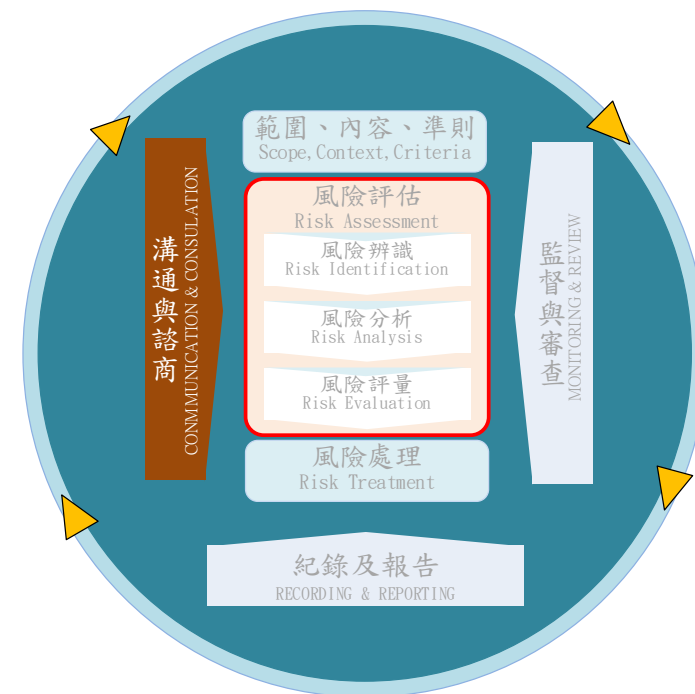 範圍、內容、準則
Scope,Context,Criteria
風險評估
Risk Assessment
風險辨識
Risk Identification
風險分析
Risk Analysis
風險評量
Risk Evaluation
風險處理
Risk Treatment
溝通與諮商
CONMMUNICATION & CONSULATION
監督與審查
MONITORING & REVIEW
紀錄及報告
RECORDING & REPORTING